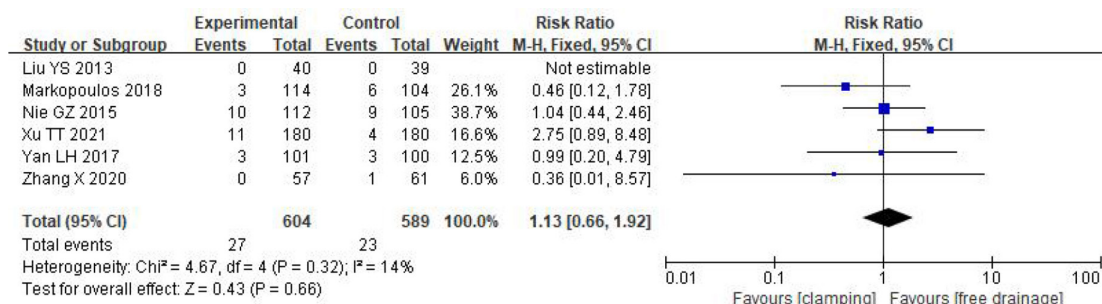 Experimental Control Risk Ratio Risk Ratio
Study or Subgroup Events Total Events Total Weight M-H, Fixed, 95% CI M-H, Fixed, 95% CI
Liu YS 2013 0 40 0 39 Not estimable
Markopoulos 2018 3 114 6 104 26.1% 0.46 [0.12, 1.78]
Nie GZ 2015 10 112 9 105 38.7% 1.04 [0.44, 2.46]
Xu TT 2021 11 180 4 180 16.6% 2.75 [0.89, 8.48]
Yan LH 2017 3 101 3 100 12.5% 0.99 [0.20, 4.79]
Zhang X 2020 0 57 1 61 6.0% 0.36 [0.01, 8.57]
Total (95% CI) 604 589 100.0% 1.13 [0.66, 1.92]
Total events 27 23
Heterogeneity: Chi² = 4.67, df = 4 (P = 0.32); I² = 14%
Test for overall effect: Z = 0.43 (P = 0.66)
0.01 0.1 1 10 100
Favours [clamping] Favours [free drainage]